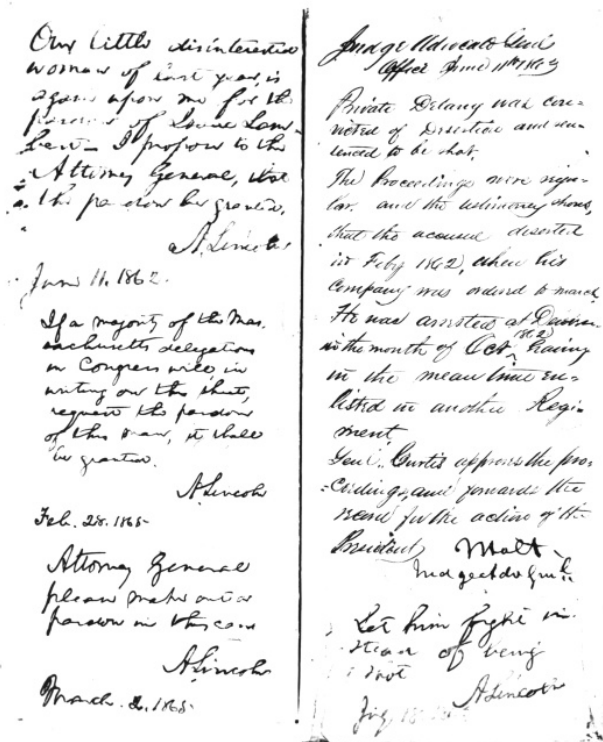 Our little disinterested
woman of last year, is
again upon me for the
pardon of Louie Lam-
bert — I propose to the
Attorney General, that
the pardon be granted.
A. Lincoln
June 11. 1862.
If a majority of the Mas-
sachusetts delegation
in Congress will, in
writing on this sheet,
request the pardon
of this man, it shall
be granted.
A. Lincoln
Feb. 28. 1865
Attorney General
please make out a
pardon in this case
A. Lincoln
March. 2. 1865.
Judge Advocate Genl
Office June 11th
Private Delany was con-
victed of Desertion and sen-
tenced to be shot.
The Proceedings were regu-
lar, and the testimony shows,
that the accused deserted
in Feby 1862, when his
Company was ordered to march
He was arrested at
in the month of Oct, 1862 having
in the mean time en-
listed in another Regi-
ment.
Genl. Curtis approves the pro-
ceedings, and forwards the
record for the action of the
President
J Holt
Judge Adv Genl.
Let him fight in-
stead of being
shot
A. Lincoln